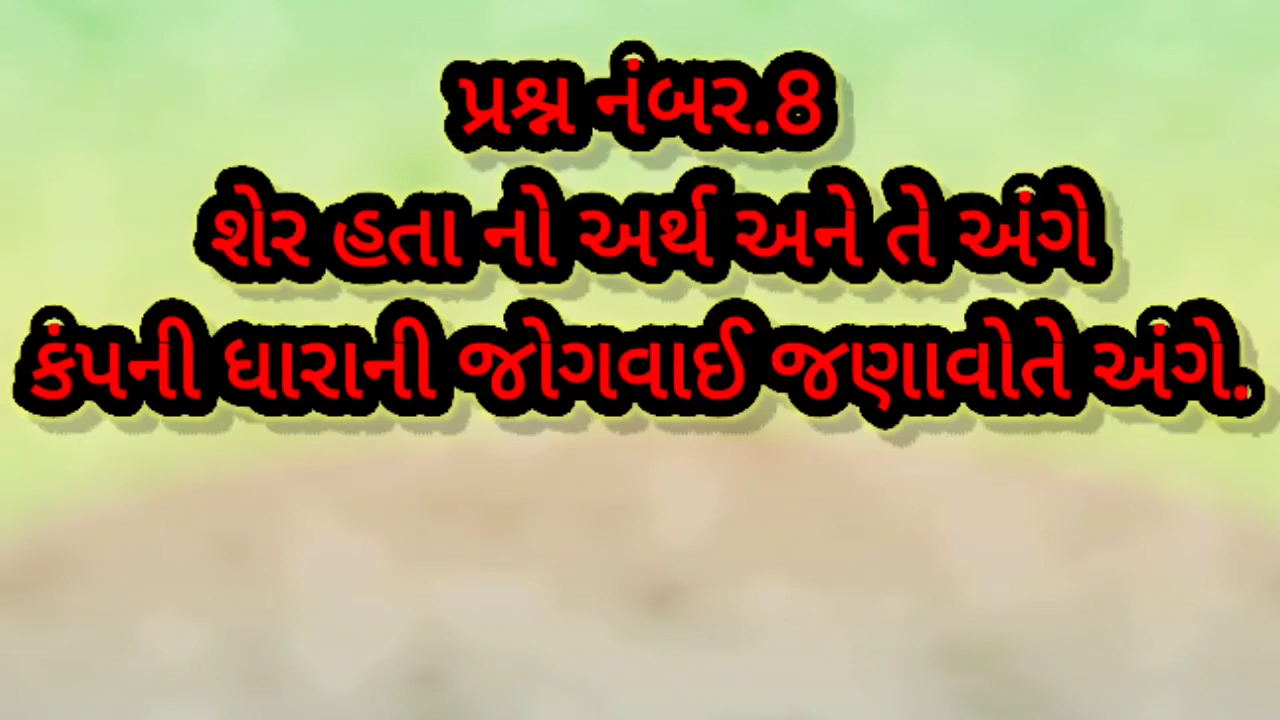 પ્રશ્ન નંબર.8
શેર હતા નો અર્થ અને તે અંગે
કંપની ધારાની જોગવાઈ જણાવોતે અંગે.